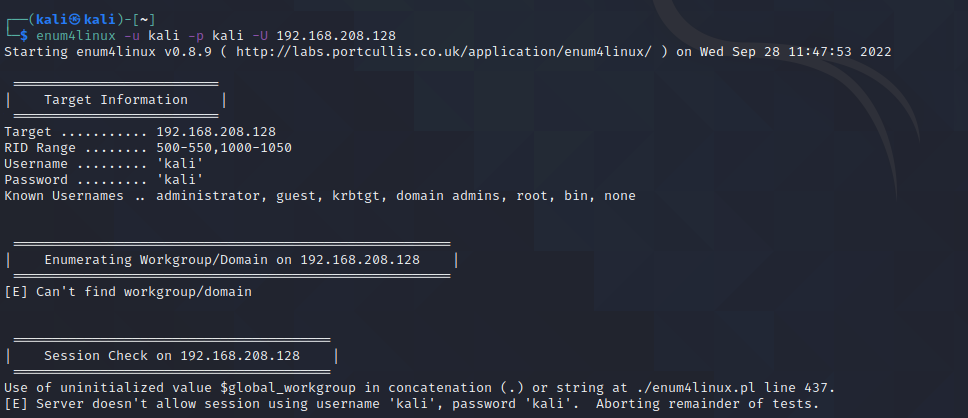 ┌──(kali㉿kali)-[~]
└─$ enum4linux -u kali -p kali -U 192.168.208.128
Starting enum4linux v0.8.9 ( http://labs.portcullis.co.uk/application/enum4linux/ ) on Wed Sep 28 11:47:53 2022
==========================
| Target Information |
==========================
Target ........... 192.168.208.128
RID Range ........ 500-550,1000-1050
Username ......... 'kali'
Password ......... 'kali'
Known Usernames .. administrator, guest, krbtgt, domain admins, root, bin, none
=======================================================
| Enumerating Workgroup/Domain on 192.168.208.128 |
=======================================================
[E] Can't find workgroup/domain
========================================
| Session Check on 192.168.208.128 |
========================================
Use of uninitialized value $global_workgroup in concatenation (.) or string at ./enum4linux.pl line 437.
[E] Server doesn't allow session using username 'kali', password 'kali'.  Aborting remainder of tests.